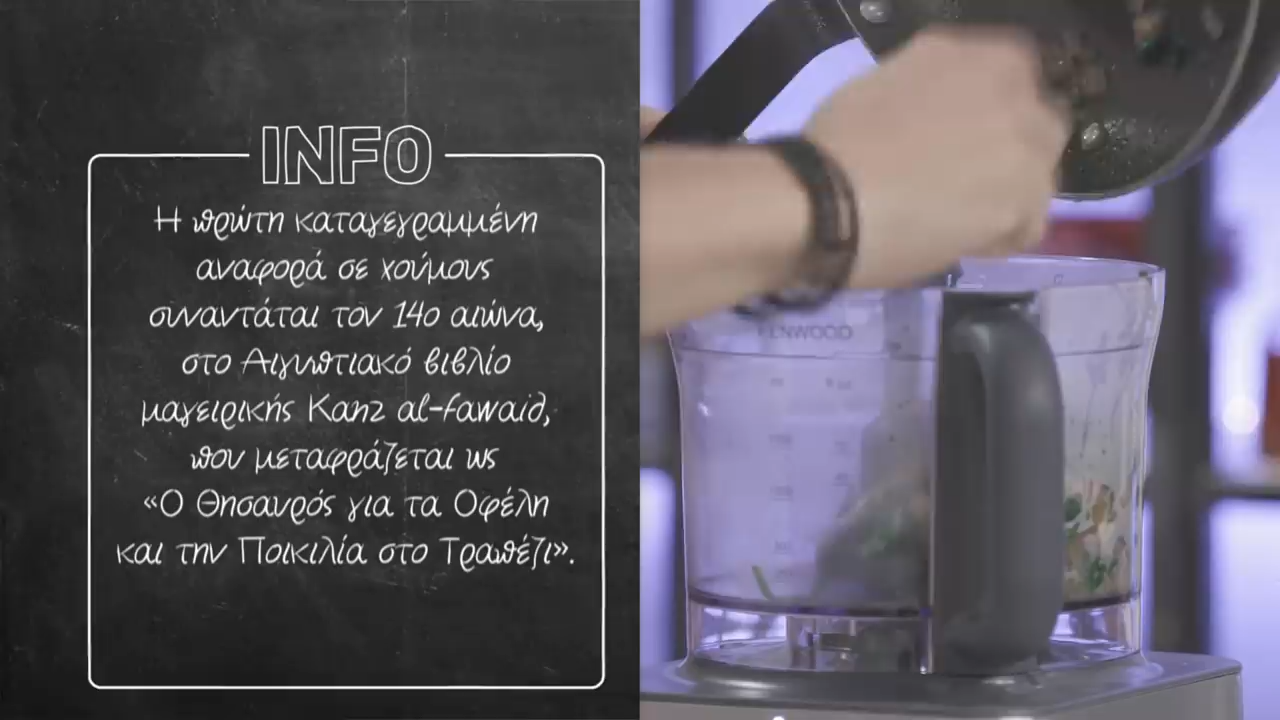 INFO
Η πρώτη καταγεγραμμένη
αναφορά σε χούμους
συναντάται τον 14ο αιώνα,
στο Αιγυπτιακό βιβλίο
μαγειρικής Kanz al-fawaid,
που μεταφράζεται ως
«Ο Θησαυρός για τα Οφέλη
και την Ποικιλία στο Τραπέζι».
KENWOOD